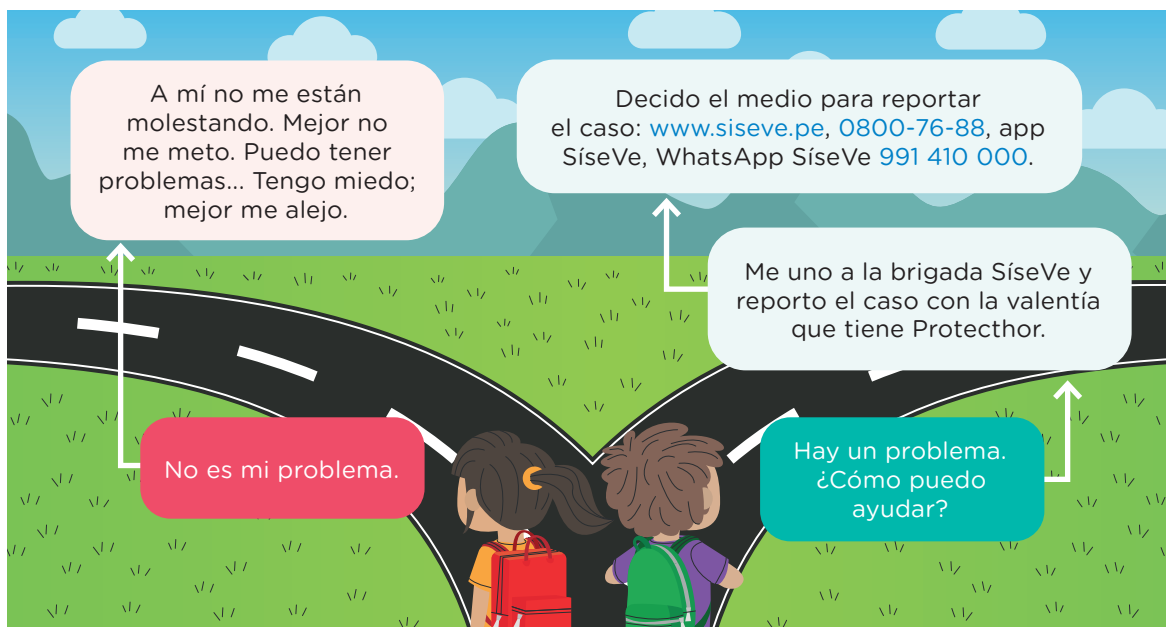 A mí no me están
molestando. Mejor no
me meto. Puedo tener
problemas... Tengo miedo;
mejor me alejo.
No es mi problema.
Decido el medio para reportar
el caso: www.siseve.pe, 0800-76-88, app
SíseVe, WhatsApp SíseVe 991 410 000.
Me uno a la brigada SíseVe y
reporto el caso con la valentía
que tiene Protecthor.
Hay un problema.
¿Cómo puedo
ayudar?